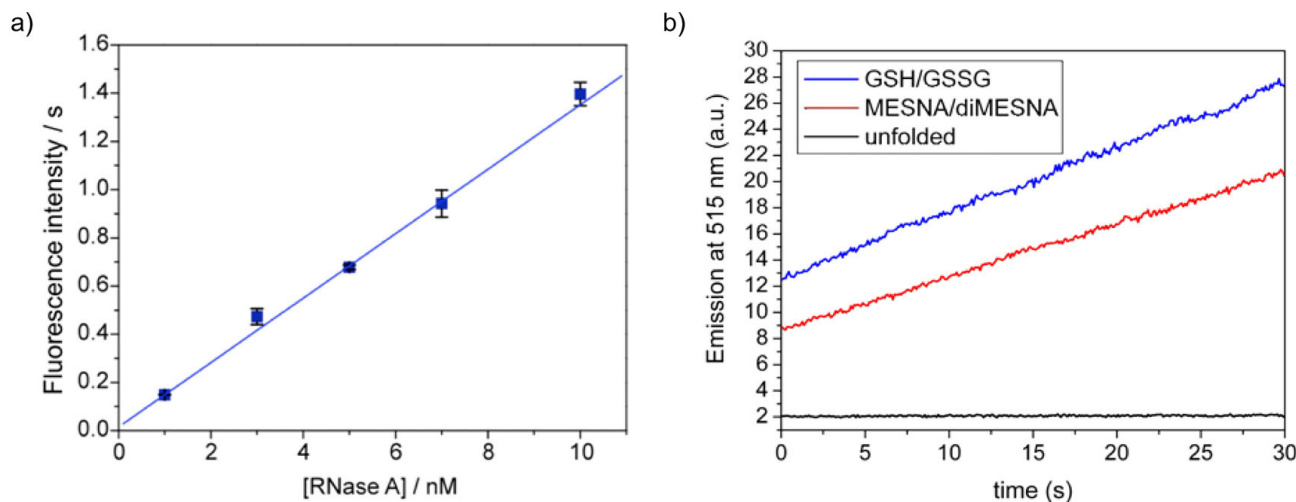 a)
Fluorescence intensity / s
1.6
1.4
1.2
1.0
0.8
0.6
0.4
0.2
0.0
0 2 4 6 8 10
[RNase A] / nM
b)
Emission at 515 nm (a.u.)
30
28
26
24
22
20
18
16
14
12
10
8
6
4
2
GSH/GSSG
MESNA/diMESNA
unfolded
0 5 10 15 20 25 30
time (s)